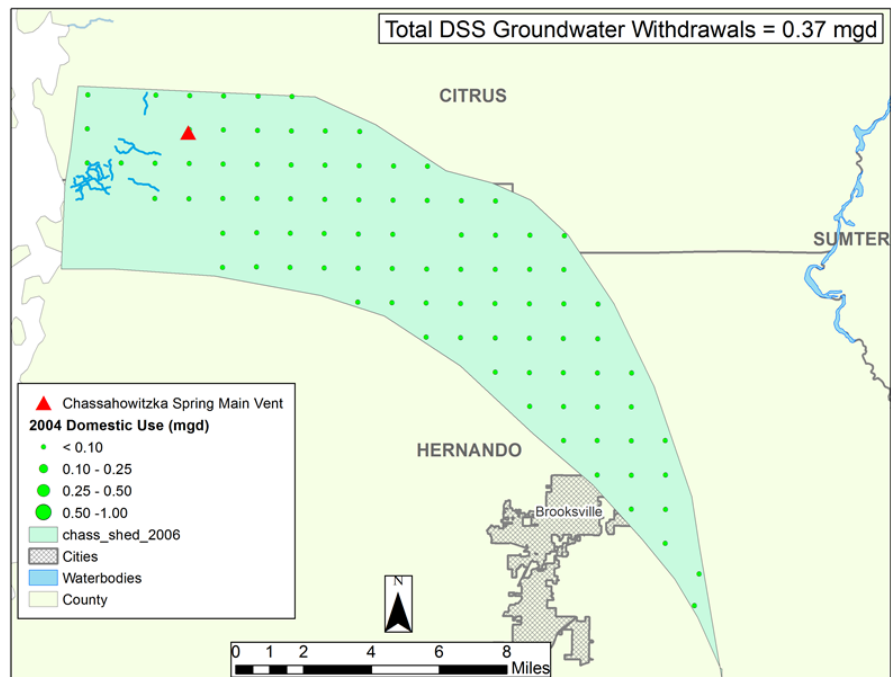 Total DSS Groundwater Withdrawals = 0.37 mgd
CITRUS
SUMTER
HERNANDO
Brooksville
Chassahowitzka Spring Main Vent
2004 Domestic Use (mgd)
< 0.10
0.10 - 0.25
0.25 - 0.50
0.50 -1.00
chass_shed_2006
Cities
Waterbodies
County
N
0 1 2 4 6 8
Miles